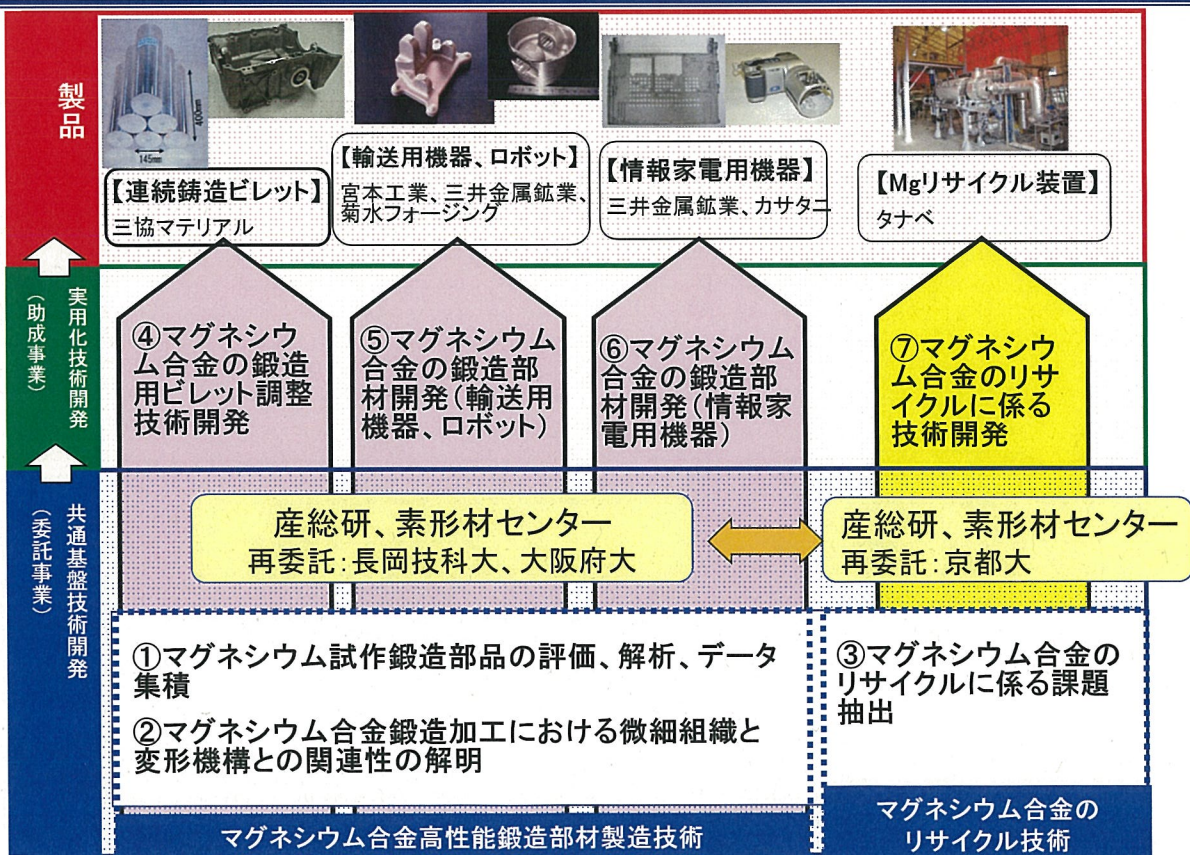 製品
400mm
145mm
【連続鋳造ビレット】
三協マテリアル
【輸送用機器、ロボット】
宮本工業、三井金属鉱業、
菊水フォージング
【情報家電用機器】
三井金属鉱業、カサタニ
【Mgリサイクル装置】
タナベ
実用化技術開発
(助成事業)
④マグネシウ
ム合金の鍛造
用ビレット調整
技術開発
⑤マグネシウム
合金の鍛造部
材開発(輸送用
機器、ロボット)
⑥マグネシウム
合金の鍛造部
材開発(情報家
電用機器)
⑦マグネシウ
ム合金のリサ
イクルに係る
技術開発
共通基盤技術開発
(委託事業)
産総研、素形材センター
再委託:長岡技科大、大阪府大
産総研、素形材センター
再委託:京都大
①マグネシウム試作鍛造部品の評価、解析、データ
集積
②マグネシウム合金鍛造加工における微細組織と
変形機構との関連性の解明
③マグネシウム合金の
リサイクルに係る課題
抽出
マグネシウム合金高性能鍛造部材製造技術
マグネシウム合金の
リサイクル技術